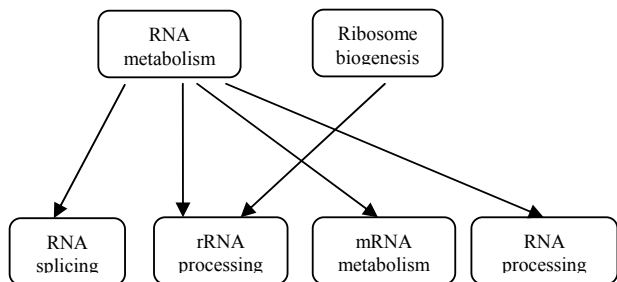 RNA
metabolism
Ribosome
biogenesis
RNA
splicing
rRNA
processing
mRNA
metabolism
RNA
processing